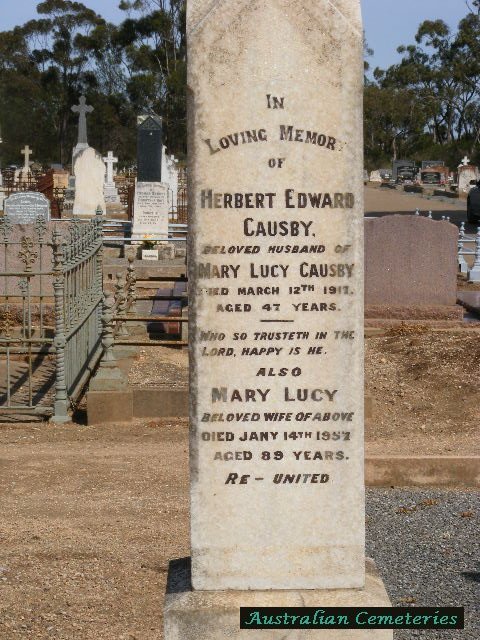 In
Loving Memory
of
Herbert Edward
Causby,
beloved husband of
Mary Lucy Causby
died March 12th 1917,
aged 47 years.
Who so trusteth in the
Lord, happy is he.
also
Mary Lucy
beloved wife of above
died Jany 14th 1957
aged 89 years.
Re - united
Australian Cemeteries